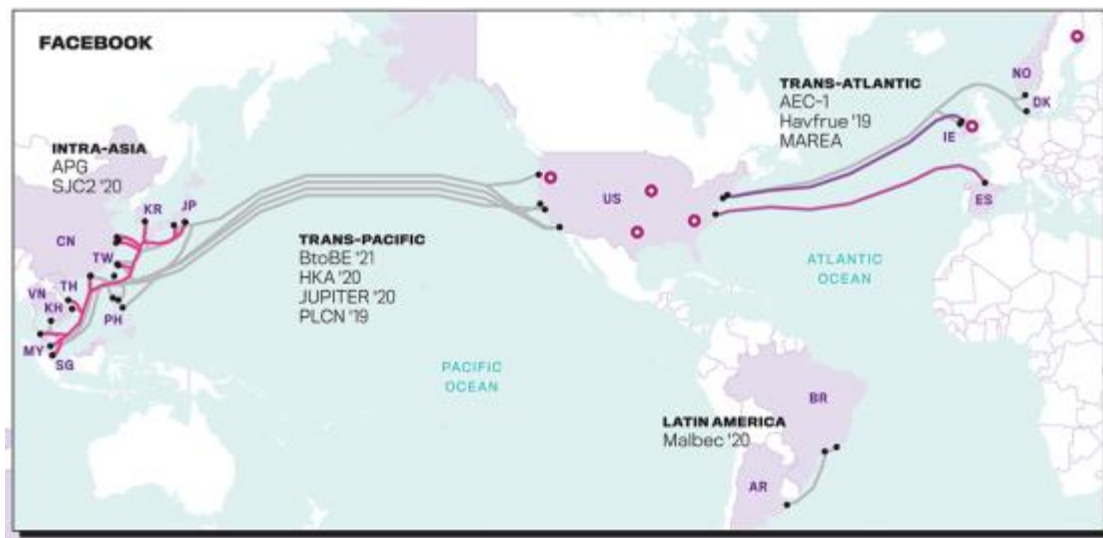 FACEBOOK
INTRA-ASIA
APG
SJC2 '20
TRANS-PACIFIC
BtoBE '21
HKA '20
JUPITER '20
PLCN '19
TRANS-ATLANTIC
AEC-1
Havfrue '19
MAREA
LATIN AMERICA
Malbec '20
KR
JP
CN
TW
TH
VN
KH
PH
MY
SG
US
NO
DK
IE
ES
BR
AR
PACIFIC
OCEAN
ATLANTIC
OCEAN